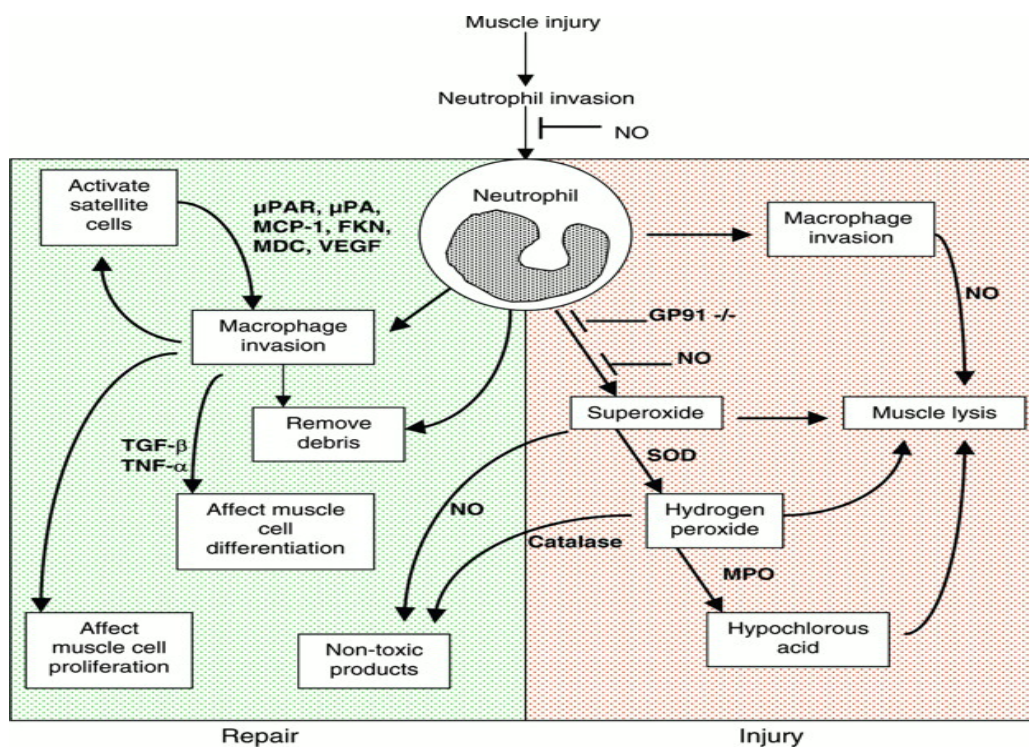 Muscle injury
Neutrophil invasion
NO
Activate
satellite
cells
μPAR, μPA,
MCP-1, FKN,
MDC, VEGF
Neutrophil
Macrophage
invasion
NO
GP91 -/-
NO
Macrophage
invasion
Remove
debris
Superoxide
Muscle lysis
TGF-β
TNF-α
SOD
Affect muscle
cell
differentiation
NO
Hydrogen
peroxide
Catalase
MPO
Affect
muscle cell
proliferation
Non-toxic
products
Hypochlorous
acid
Repair
Injury